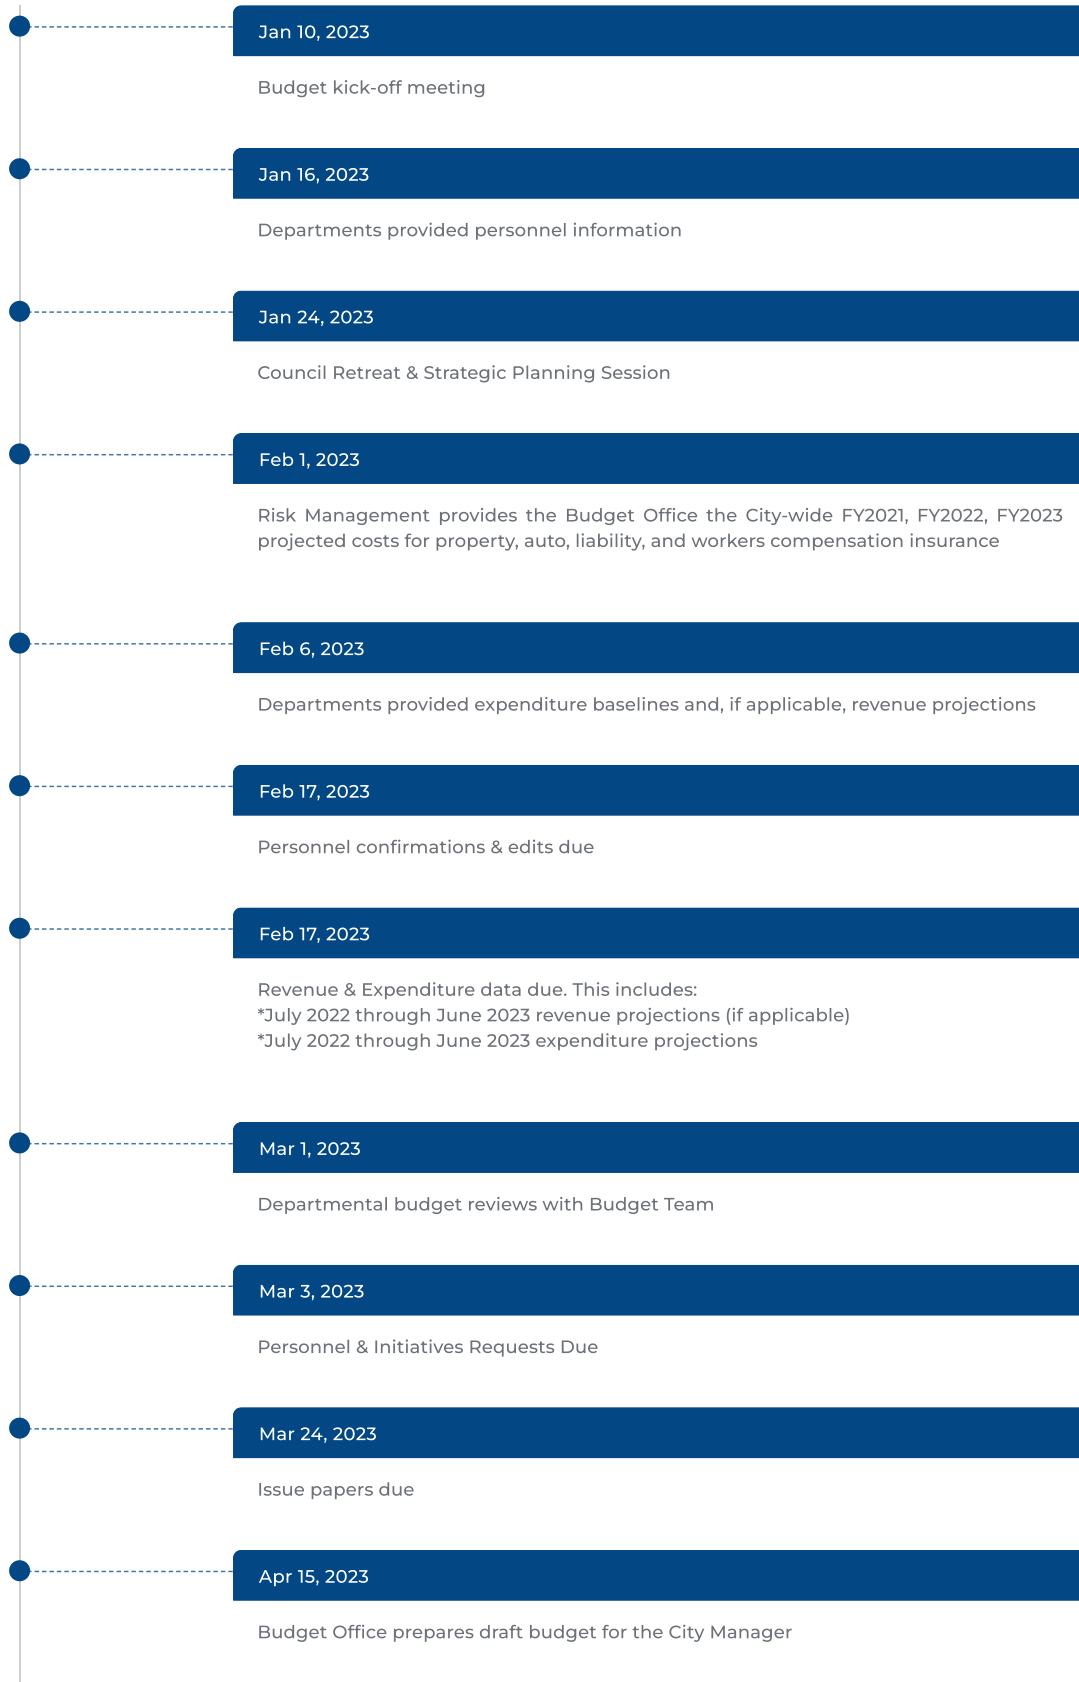 Jan 10, 2023
Budget kick-off meeting
Jan 16, 2023
Departments provided personnel information
Jan 24, 2023
Council Retreat & Strategic Planning Session
Feb 1, 2023
Risk Management provides the Budget Office the City-wide FY2021, FY2022, FY2023
projected costs for property, auto, liability, and workers compensation insurance
Feb 6, 2023
Departments provided expenditure baselines and, if applicable, revenue projections
Feb 17, 2023
Personnel confirmations & edits due
Feb 17, 2023
Revenue & Expenditure data due. This includes:
*July 2022 through June 2023 revenue projections (if applicable)
*July 2022 through June 2023 expenditure projections
Mar 1, 2023
Departmental budget reviews with Budget Team
Mar 3, 2023
Personnel & Initiatives Requests Due
Mar 24, 2023
Issue papers due
Apr 15, 2023
Budget Office prepares draft budget for the City Manager